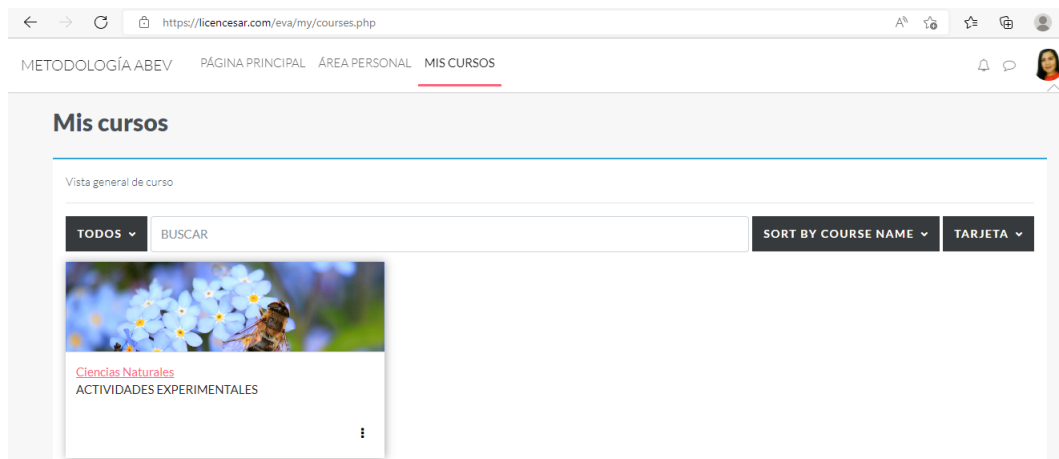 https://licencesar.com/eva/my/courses.php
METODOLOGÍA ABEV PÁGINA PRINCIPAL ÁREA PERSONAL MIS CURSOS
Mis cursos
Vista general de curso
TODOS BUSCAR SORT BY COURSE NAME TARJETA
Ciencias Naturales
ACTIVIDADES EXPERIMENTALES